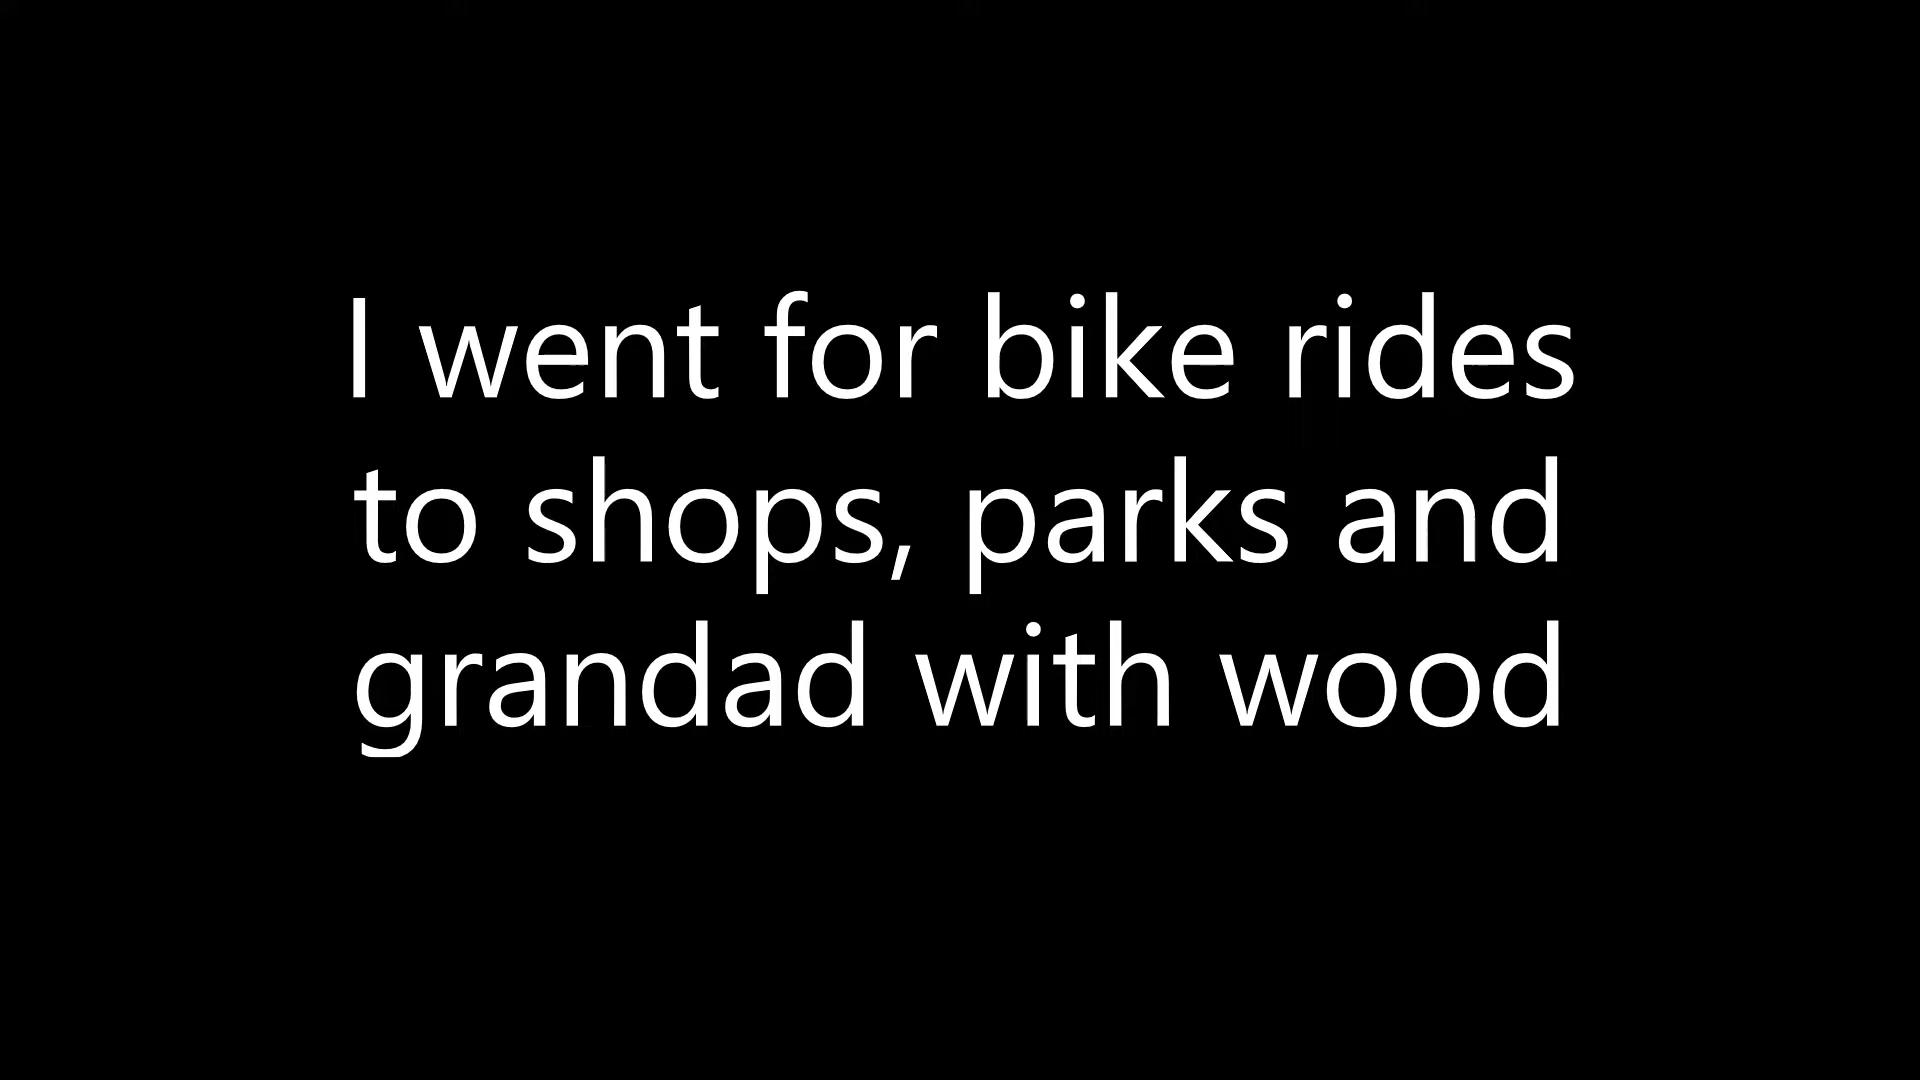 I went for bike rides
to shops, parks and
grandad with wood